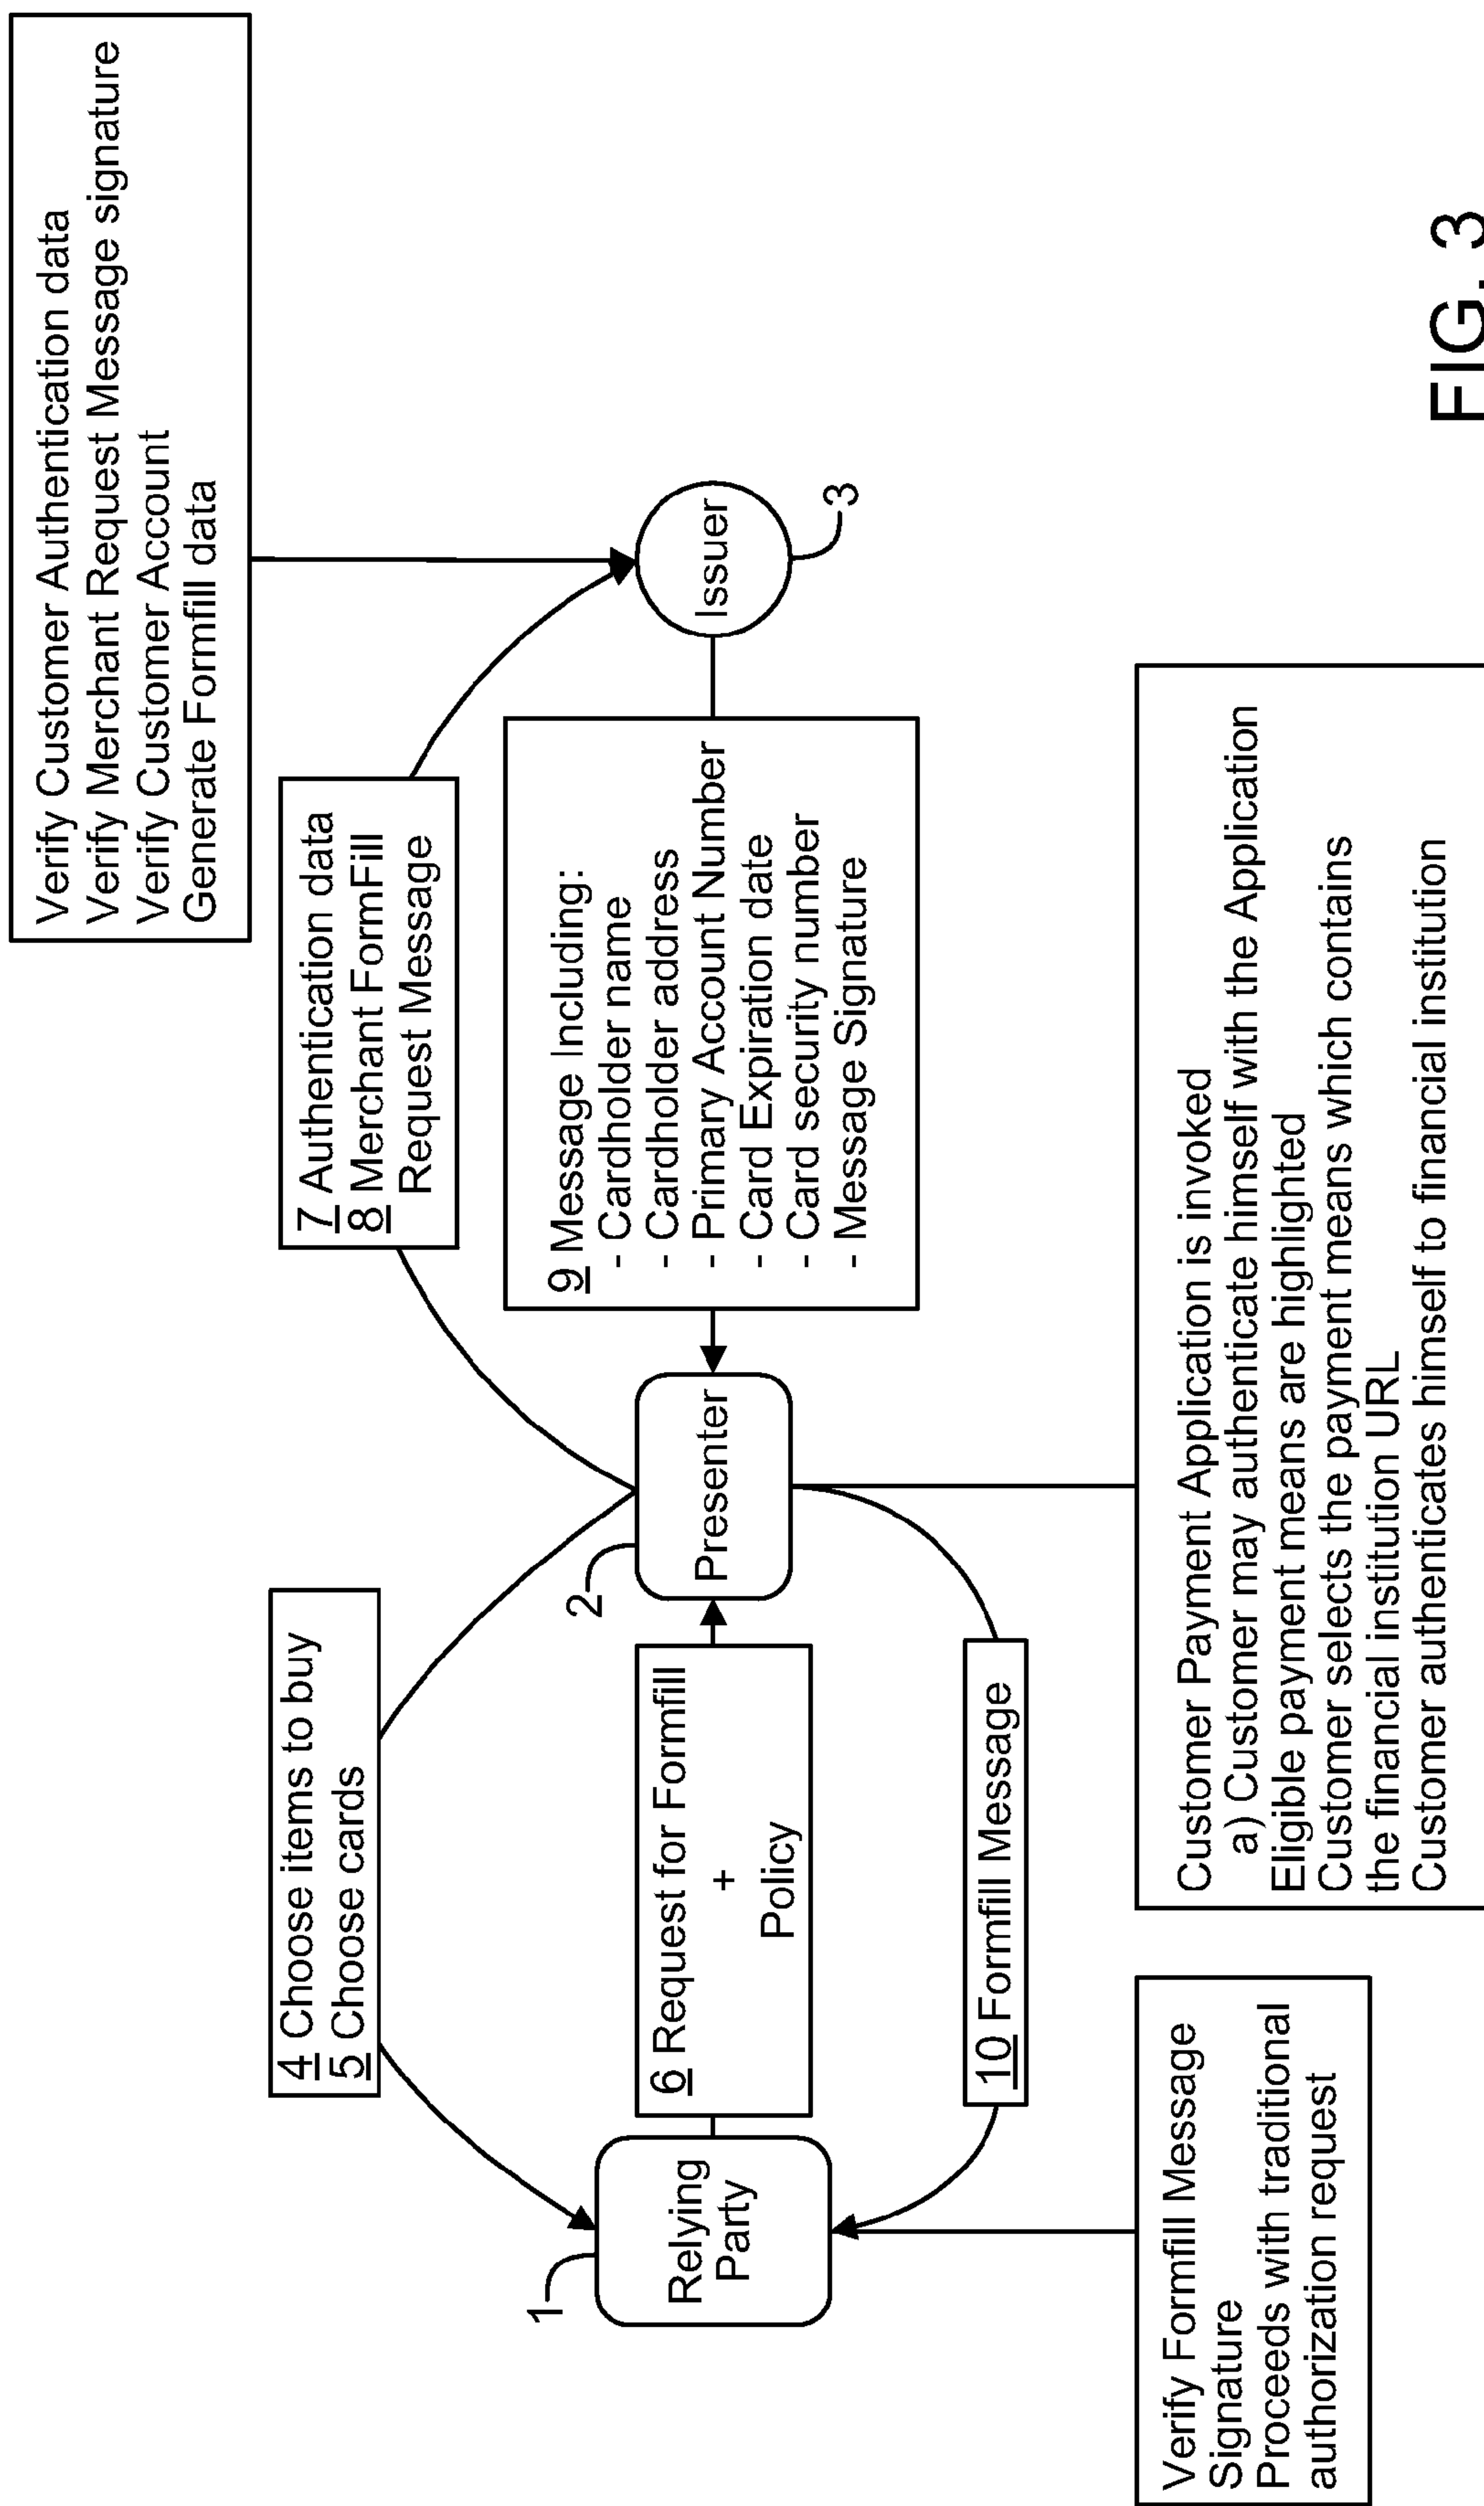 Verify Customer Authentication data
Verify Merchant Request Message signature
Verify Customer Account
Generate Formfill data
4 Choose items to buy
5 Choose cards
7 Authentication data
8 Merchant FormFill
Request Message
1
Relying
Party
6 Request for Formfill
+
Policy
2
Presenter
9 Message Including:
- Cardholder name
- Cardholder address
- Primary Account Number
- Card Expiration date
- Card security number
- Message Signature
Issuer
3
10 Formfill Message
Verify Formfill Message
Signature
Proceeds with traditional
authorization request
Customer Payment Application is invoked
a) Customer may authenticate himself with the Application
Eligible payment means are highlighted
Customer selects the payment means which contains
the financial institution URL
Customer authenticates himself to financial institution
FIG. 3